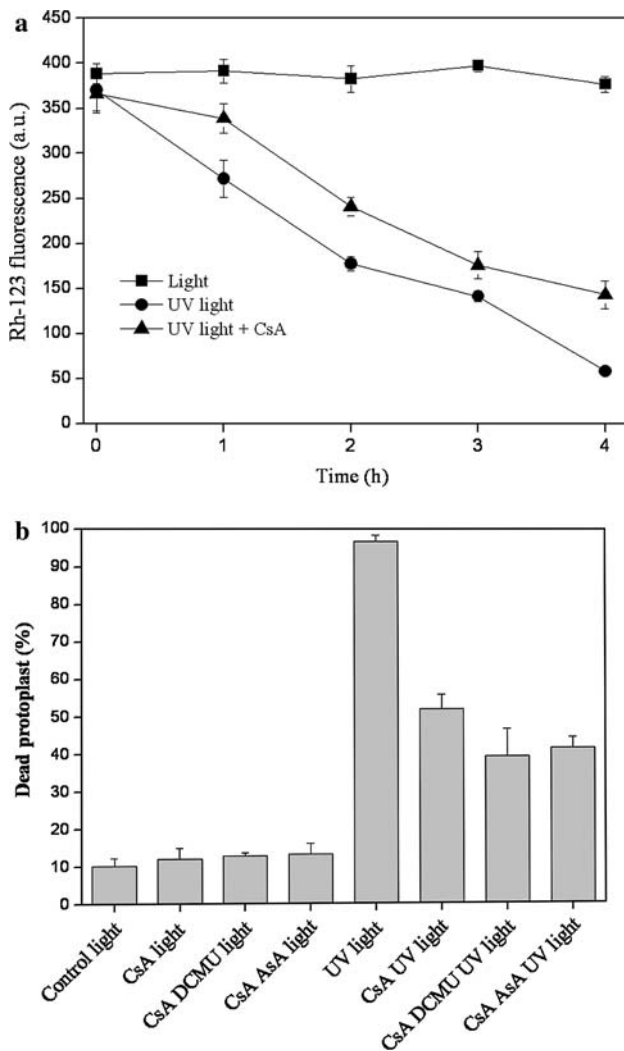 a
450
400
350
300
250
200
150
100
50
0
Rh-123 fluorescence (a.u.)
Light
UV light
UV light + CsA
0 1 2 3 4
Time (h)
b
100
90
80
70
60
50
40
30
20
10
0
Dead protoplast (%)
Control light
CsA light
CsA DCMU light
CsA AsA light
UV light
CsA UV light
CsA DCMU UV light
CsA AsA UV light